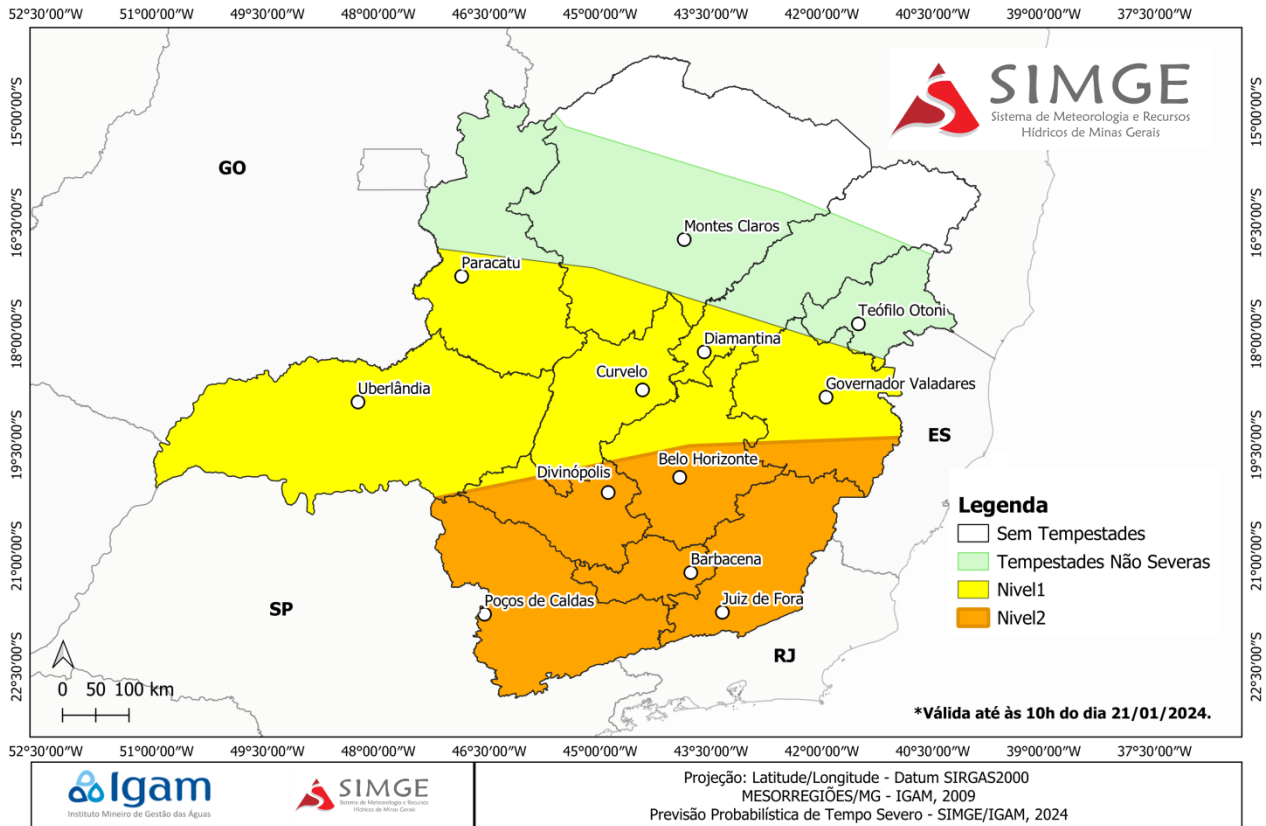 52°30'00"W 51°00'00"W 49°30'00"W 48°00'00"W 46°30'00"W 45°00'00"W 43°30'00"W 42°00'00"W 40°30'00"W 39°00'00"W 37°30'00"W
15°00'00"S
16°30'00"S
18°00'00"S
19°30'00"S
21°00'00"S
22°30'00"S
SIMGE
Sistema de Meteorologia e Recursos
Hídricos de Minas Gerais
15°00'00"S
16°30'00"S
18°00'00"S
19°30'00"S
21°00'00"S
22°30'00"S
GO
Montes Claros
Paracatu
Teófilo Otoni
Diamantina
Curvelo
Uberlândia
Governador Valadares
ES
Belo Horizonte
Divinópolis
Barbacena
Poços de Caldas
Juiz de Fora
SP
RJ
Legenda
Sem Tempestades
Tempestades Não Severas
Nivel1
Nivel2
0 50 100 km
*Válida até às 10h do dia 21/01/2024.
52°30'00"W 51°00'00"W 49°30'00"W 48°00'00"W 46°30'00"W 45°00'00"W 43°30'00"W 42°00'00"W 40°30'00"W 39°00'00"W 37°30'00"W
Igam
Instituto Mineiro de Gestão das Águas
SIMGE
Sistema de Meteorologia e Recursos
Hídricos de Minas Gerais
Projeção: Latitude/Longitude - Datum SIRGAS2000
MESORREGIÕES/MG - IGAM, 2009
Previsão Probabilística de Tempo Severo - SIMGE/IGAM, 2024